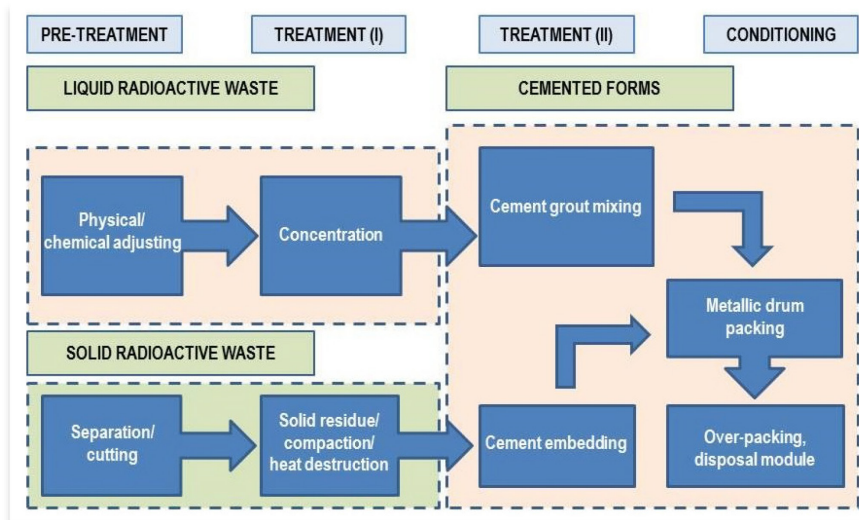 PRE-TREATMENT
TREATMENT (I)
TREATMENT (II)
CONDITIONING
LIQUID RADIOACTIVE WASTE
CEMENTED FORMS
Physical/
chemical adjusting
Concentration
Cement grout mixing
Metallic drum
packing
SOLID RADIOACTIVE WASTE
Separation/
cutting
Solid residue/
compaction/
heat destruction
Cement embedding
Over-packing,
disposal module